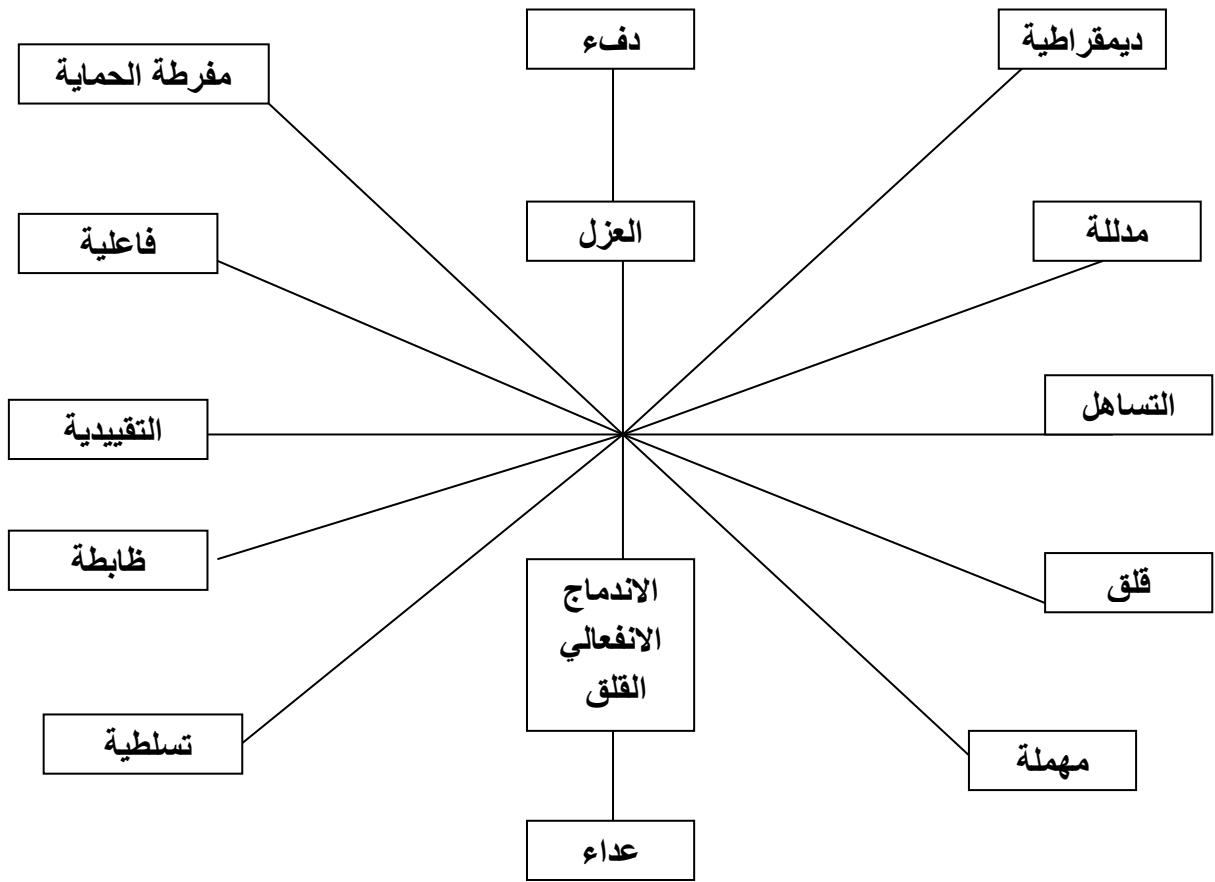 دفء
ديمقراطية
مفرطة الحماية
العزل
مدللة
فاعلية
التساهل
التقييدية
ظابطة
قلق
الاندماج
الانفعالي
القلق
تسلطية
مهملة
عداء